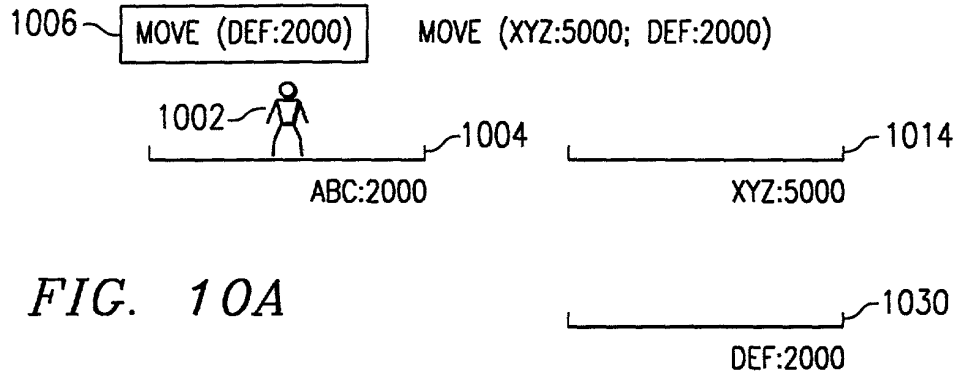 1006 MOVE (DEF:2000) MOVE (XYZ:5000; DEF:2000)
1002 1004 1014
ABC:2000 XYZ:5000
FIG. 10A
1030
DEF:2000